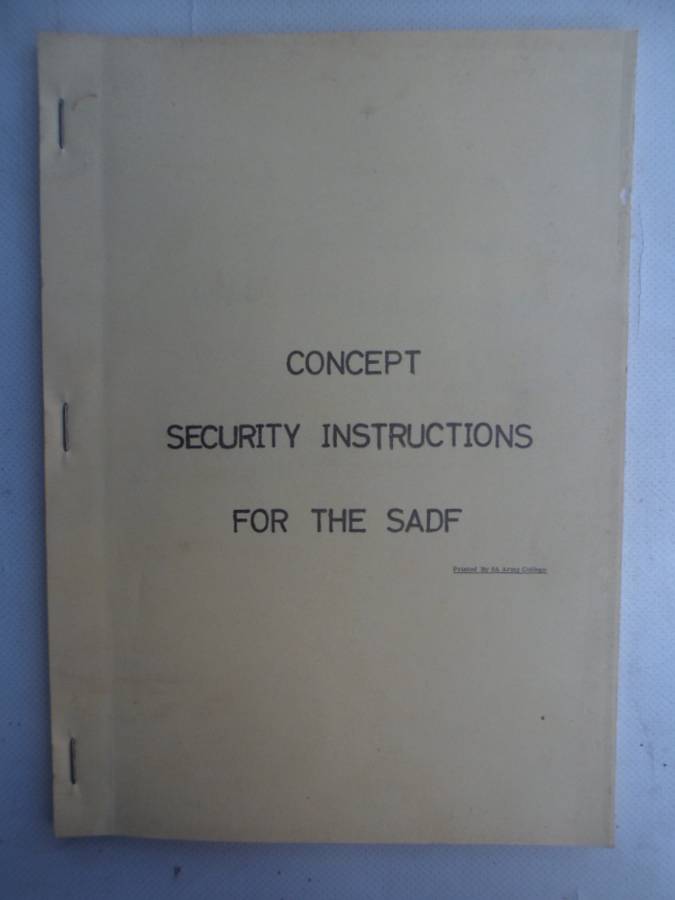 CONCEPT
SECURITY INSTRUCTIONS
FOR THE SADF
Printed By SA Army College